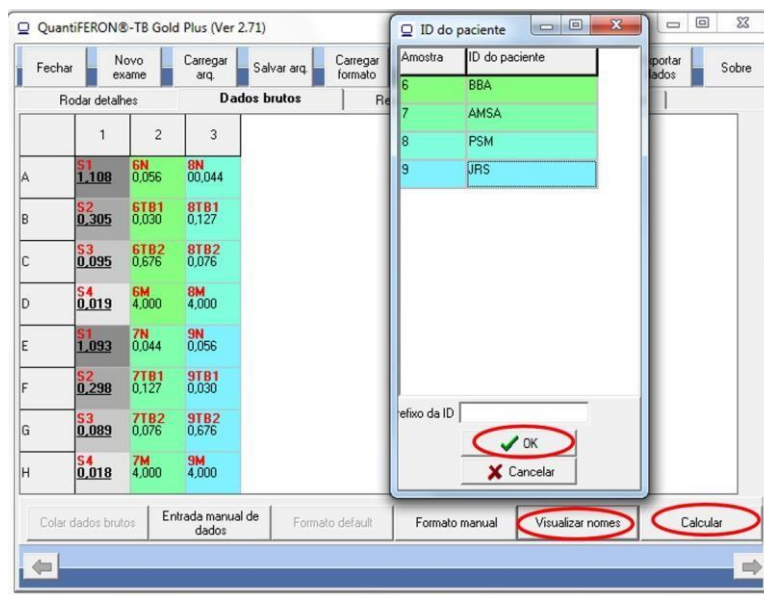 QuantiFERON®-TB Gold Plus (Ver 2.71)
Fechar
Novo exame
Carregar arq.
Salvar arq.
Carregar formato
Sobre
Rodar detalhes
Dados brutos
1 2 3
A
S1 6N 8N
1,108 0,056 00,044
B
S2 6TB1 8TB1
0,305 0,030 0,127
C
S3 6TB2 8TB2
0,095 0,676 0,076
D
S4 6M 8M
0,019 4,000 4,000
E
S1 7N 9N
1,093 0,044 0,056
F
S2 7TB1 9TB1
0,298 0,127 0,030
G
S3 7TB2 9TB2
0,089 0,076 0,676
H
S4 7M 9M
0,018 4,000 4,000
ID do paciente
Amostra ID do paciente
6 BBA
7 AMSA
8 PSM
9 JRS
refixo da ID
OK
Cancelar
Colar dados brutos
Entrada manual de dados
Formato default
Formato manual
Visualizar nomes
Calcular